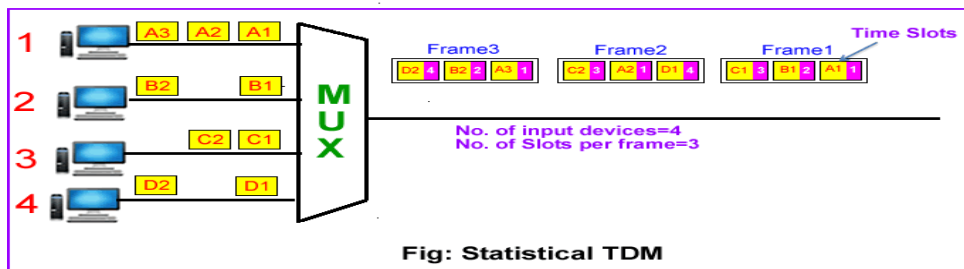 1
A3 A2 A1
2
B2 B1
3
C2 C1
4
D2 D1
MUX
Frame3 Frame2 Frame1
Time Slots
D2 4 B2 2 A3 1
C2 3 A2 1 D1 4
C1 3 B1 2 A1 1
No. of input devices=4
No. of Slots per frame=3
Fig: Statistical TDM